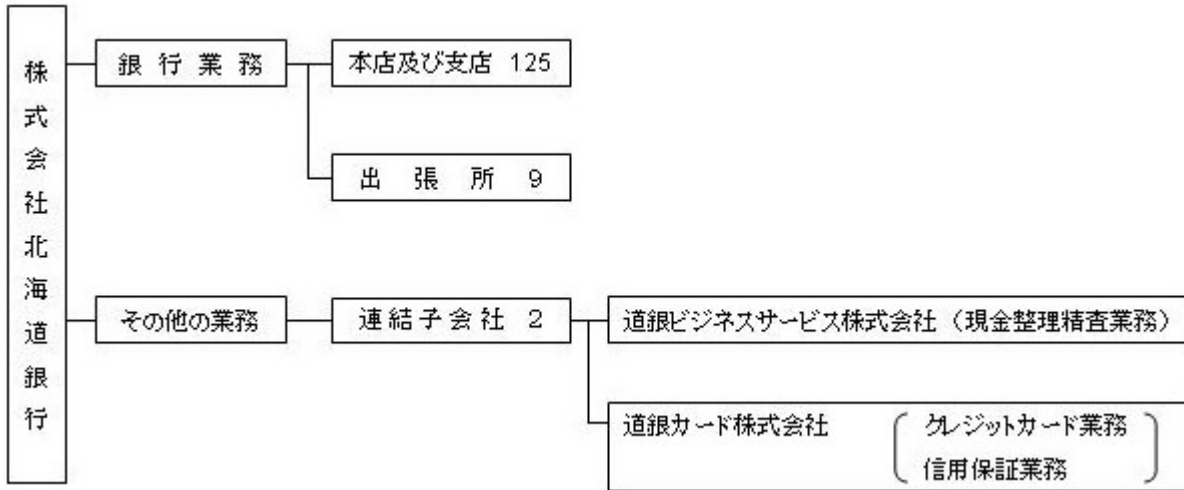 株式会社北海道銀行
銀行業務
本店及び支店 125
出張所 9
その他の業務
連結子会社 2
道銀ビジネスサービス株式会社(現金整理精査業務)
道銀カード株式会社
クレジットカード業務
信用保証業務